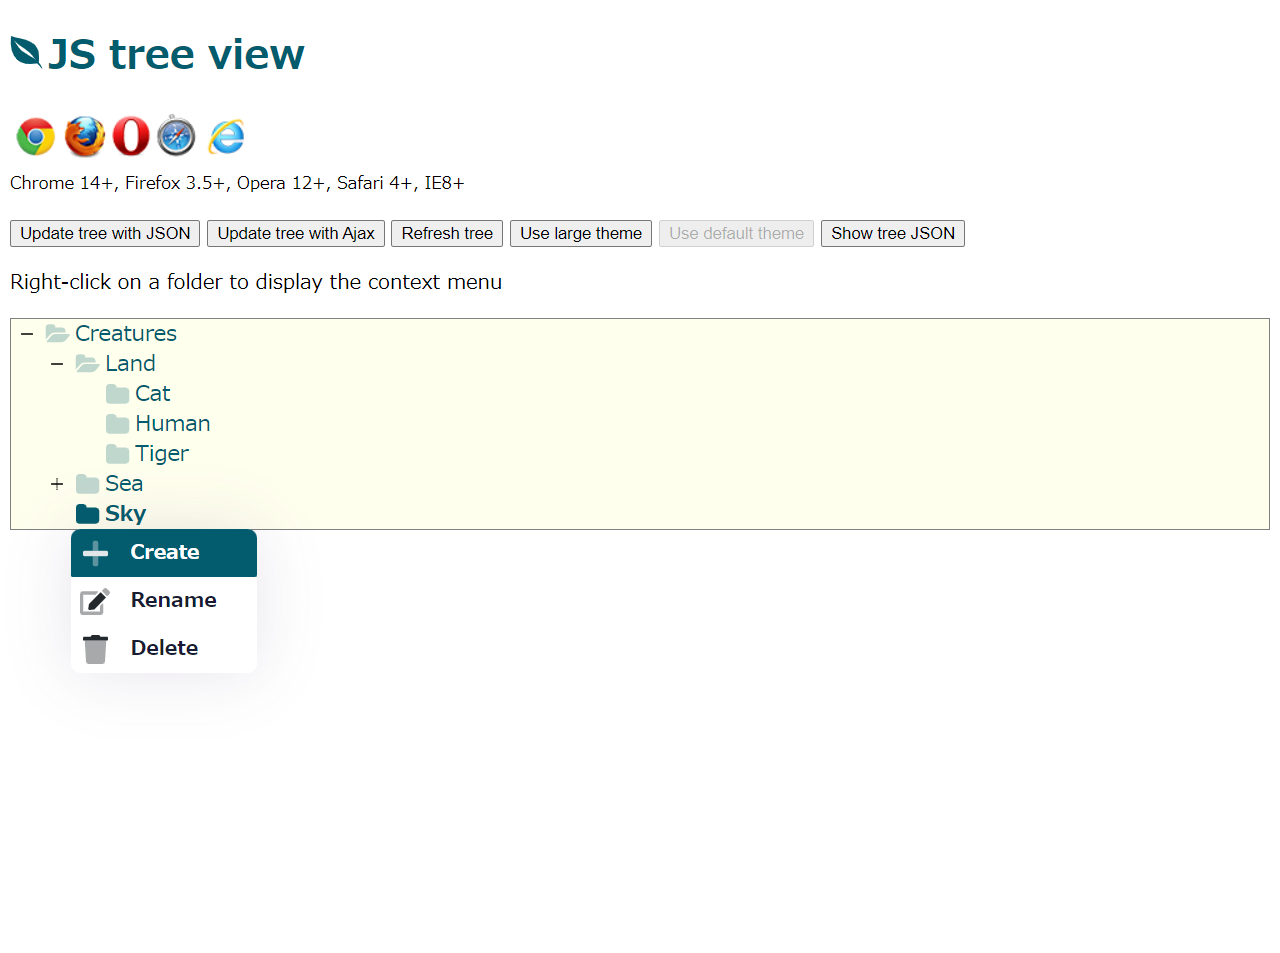 JS tree view
Chrome 14+, Firefox 3.5+, Opera 12+, Safari 4+, IE8+
Update tree with JSON Update tree with Ajax Refresh tree Use large theme Use default theme Show tree JSON
Right-click on a folder to display the context menu
Creatures
Land
Cat
Human
Tiger
Sea
Sky
Create
Rename
Delete